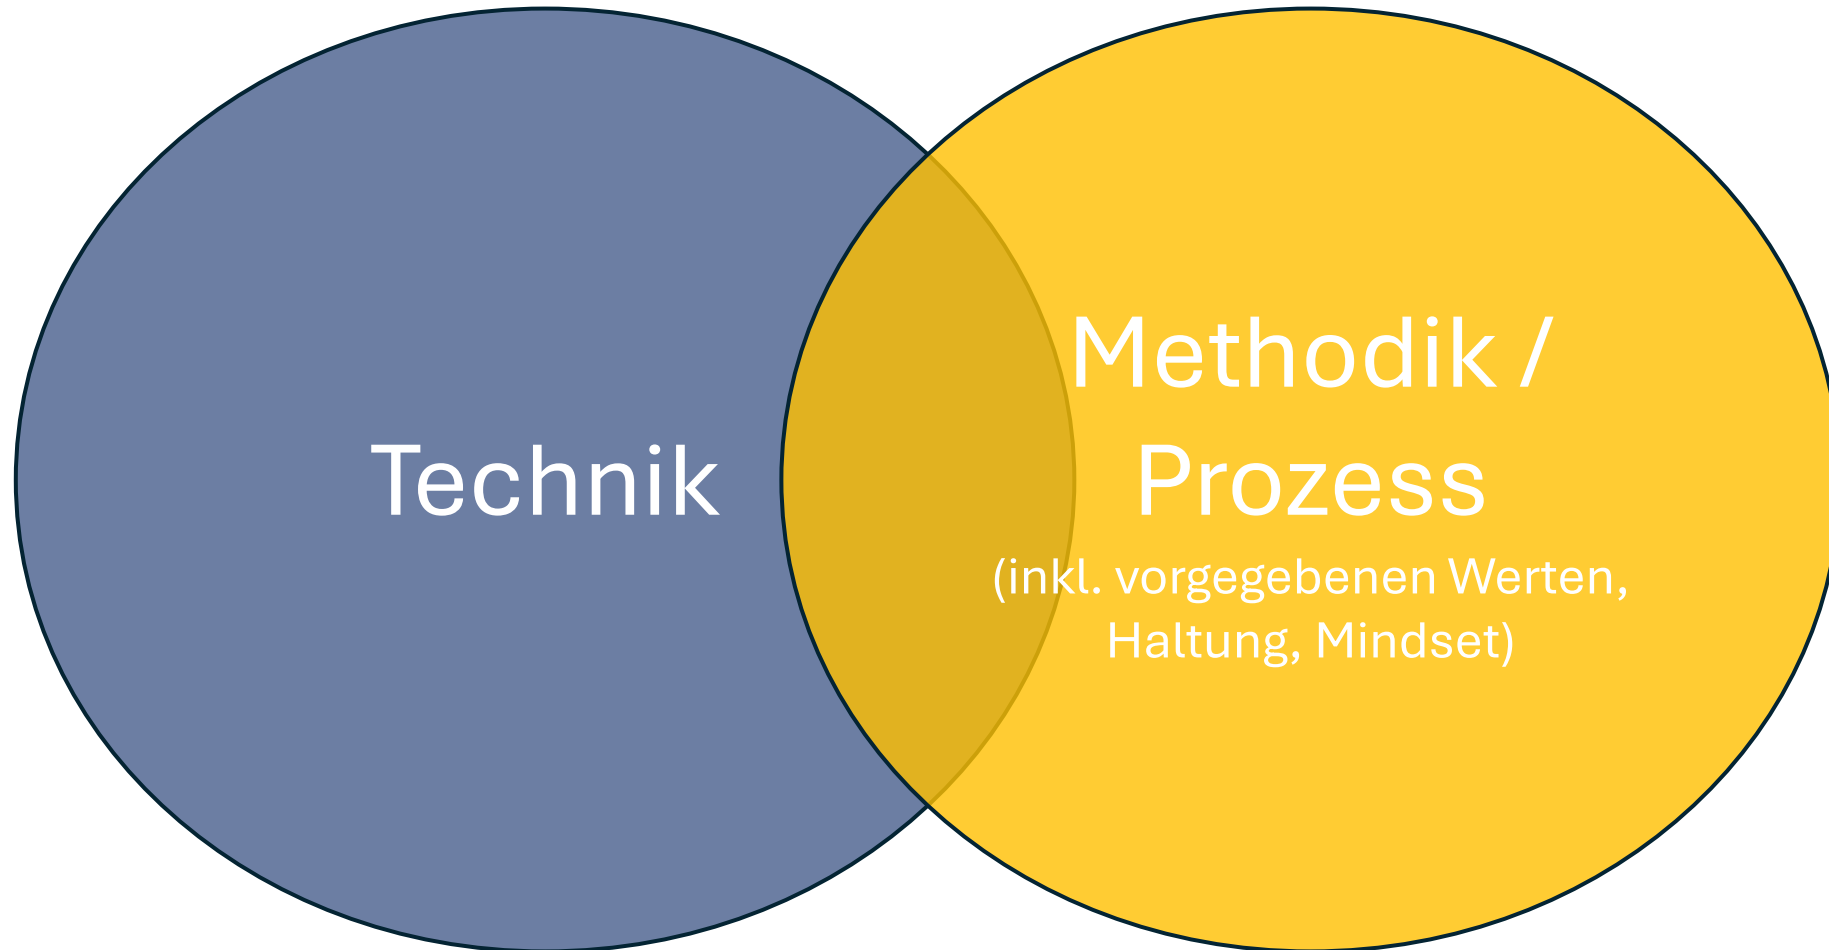 Technik
Methodik /
Prozess
(inkl. vorgegebenen Werten,
Haltung, Mindset)